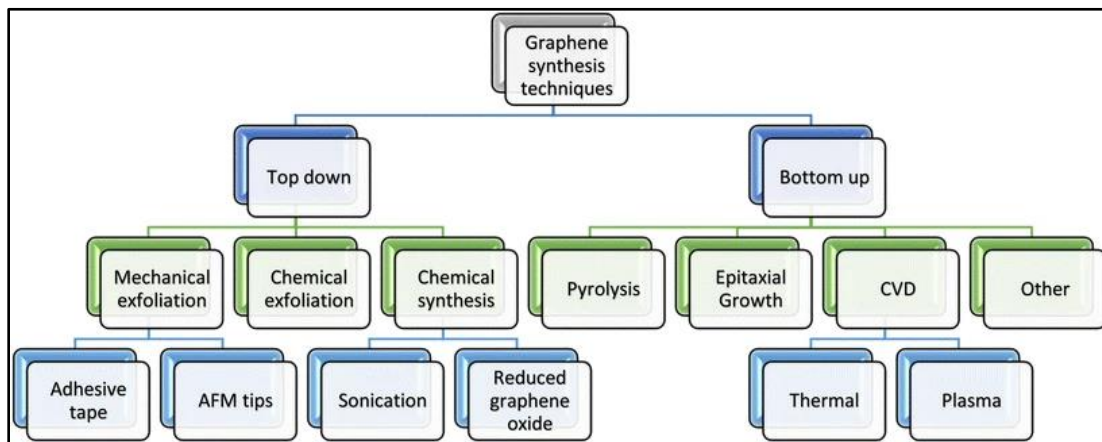 Graphene
synthesis
techniques
Top down
Bottom up
Mechanical
exfoliation
Chemical
exfoliation
Chemical
synthesis
Pyrolysis
Epitaxial
Growth
CVD
Other
Adhesive
tape
AFM tips
Sonication
Reduced
graphene
oxide
Thermal
Plasma